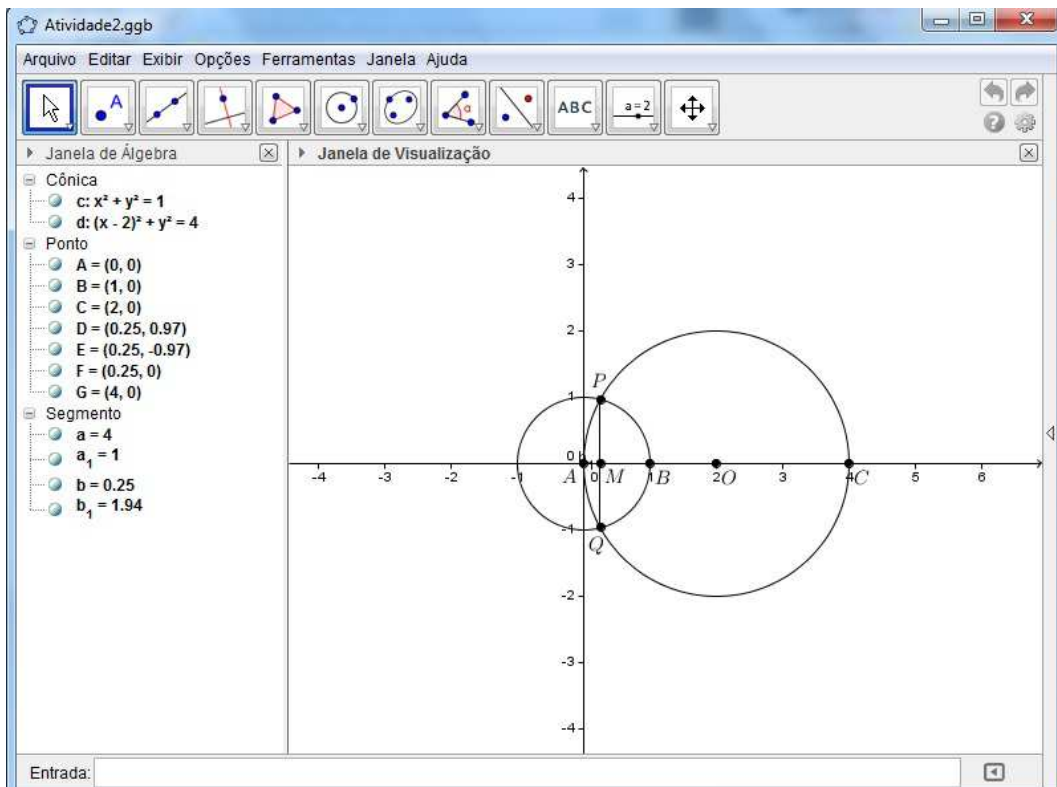 Atividade2.ggb
Arquivo Editar Exibir Opções Ferramentas Janela Ajuda
A
α
ABC
a=2
Janela de Álgebra
Janela de Visualização
Cônica
c: x² + y² = 1
d: (x - 2)² + y² = 4
Ponto
A = (0, 0)
B = (1, 0)
C = (2, 0)
D = (0.25, 0.97)
E = (0.25, -0.97)
F = (0.25, 0)
G = (4, 0)
Segmento
a = 4
a₁ = 1
b = 0.25
b₁ = 1.94
4
3
2
P
1
0
-4 -3 -2 -1 A 0 M 1 B 2 O 3 4 C 5 6
-1
Q
-2
-3
-4
Entrada: